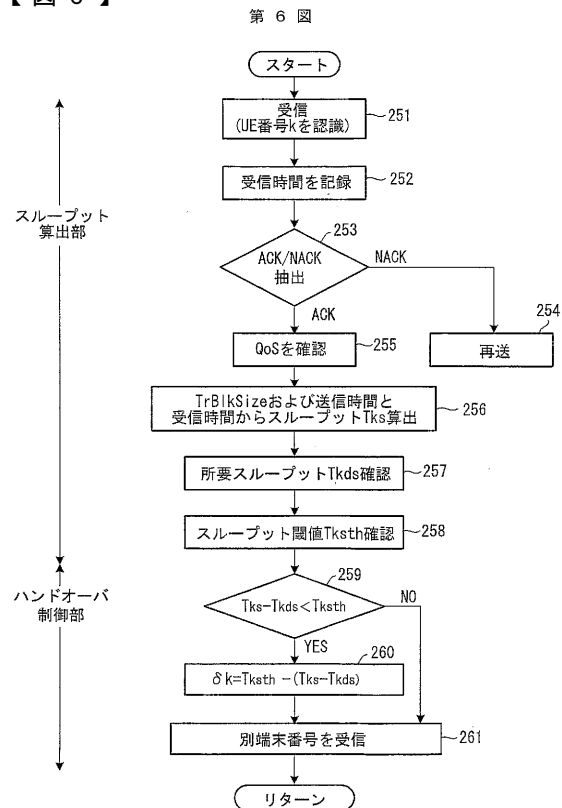 【図6】
第 6 図
スタート
受信
(UE番号kを認識)
251
受信時間を記録
252
スループット
算出部
253
ACK/NACK
抽出
NACK
ACK
254
再送
QoSを確認
255
TrBlkSizeおよび送信時間と
受信時間からスループットTks算出
256
所要スループットTkds確認
257
スループット閾値Tksth確認
258
ハンドオーバ
制御部
259
Tks-Tkds<Tksth
NO
YES
260
δk=Tksth -(Tks-Tkds)
別端末番号を受信
261
リターン